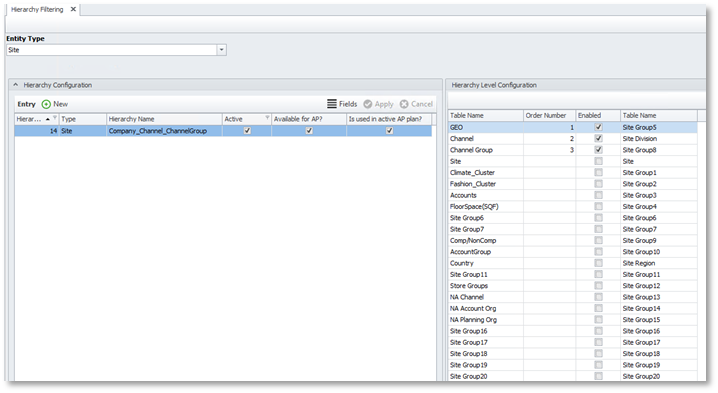 Hierarchy Filtering ✕
Entity Type
Site
Hierarchy Configuration
Entry New Fields Apply Cancel
Hierar... Type Hierarchy Name Active Available for AP? Is used in active AP plan?
14 Site Company_Channel_ChannelGroup
Hierarchy Level Configuration
Table Name Order Number Enabled Table Name
GEO 1 Site Group5
Channel 2 Site Division
Channel Group 3 Site Group8
Site Site
Climate_Cluster Site Group1
Fashion_Cluster Site Group2
Accounts Site Group3
FloorSpace(SQF) Site Group4
Site Group6 Site Group6
Site Group7 Site Group7
Comp/NonComp Site Group9
AccountGroup Site Group10
Country Site Region
Site Group11 Site Group11
Store Groups Site Group12
NA Channel Site Group13
NA Account Org Site Group14
NA Planning Org Site Group15
Site Group16 Site Group16
Site Group17 Site Group17
Site Group18 Site Group18
Site Group19 Site Group19
Site Group20 Site Group20